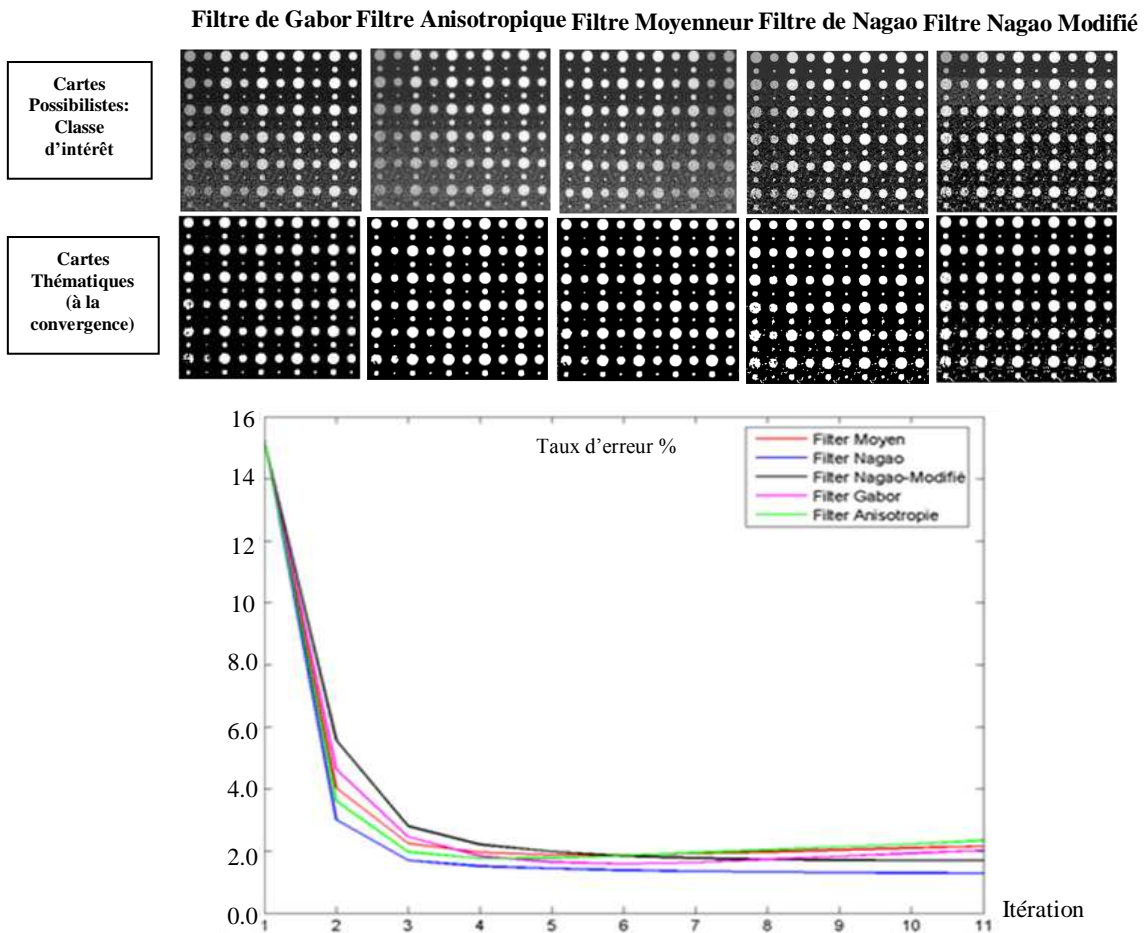 Filtre de Gabor Filtre Anisotropique Filtre Moyenneur Filtre de Nagao Filtre Nagao Modifié
Cartes
Possibilistes:
Classe
d’intérêt
Cartes
Thématiques
(à la
convergence)
16
14
12
10
8.0
6.0
4.0
2.0
0.0
Taux d’erreur %
Filter Moyen
Filter Nagao
Filter Nagao-Modifié
Filter Gabor
Filter Anisotropie
1 2 3 4 5 6 7 8 9 10 11
Itération